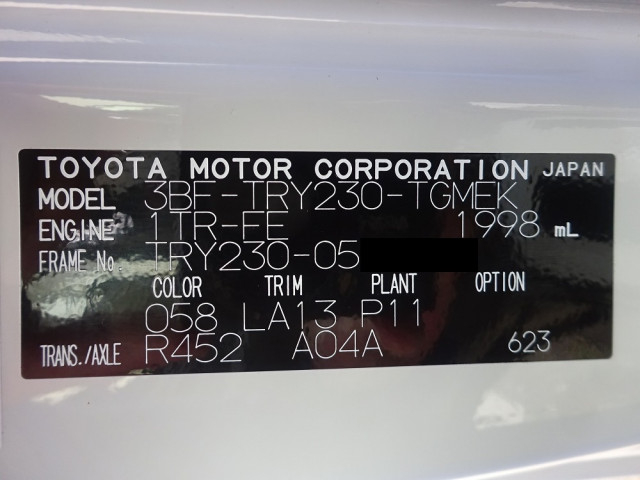 TOYOTA MOTOR CORPORATION JAPAN
MODEL 3BF-TRY230-TGMEK
ENGINE 1TR-FE 1998 mL
FRAME No. TRY230-05
COLOR TRIM PLANT OPTION
058 LA13 P11
TRANS./AXLE R452 A04A 623